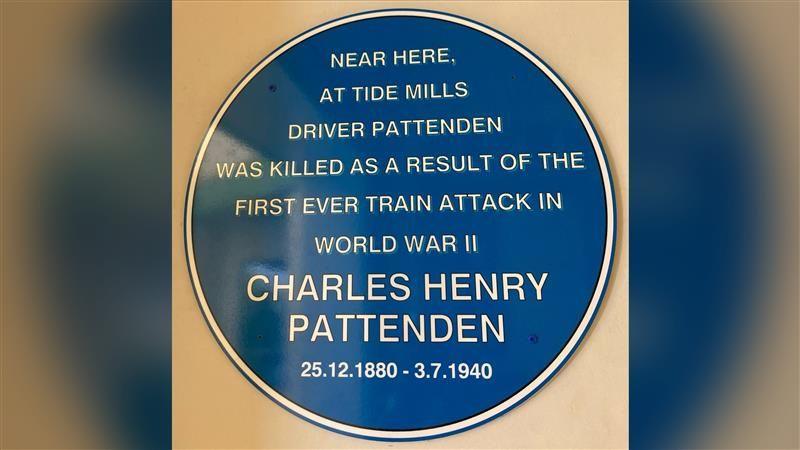 NEAR HERE,
AT TIDE MILLS
DRIVER PATTENDEN
WAS KILLED AS A RESULT OF THE
FIRST EVER TRAIN ATTACK IN
WORLD WAR II
CHARLES HENRY
PATTENDEN
25.12.1880 - 3.7.1940